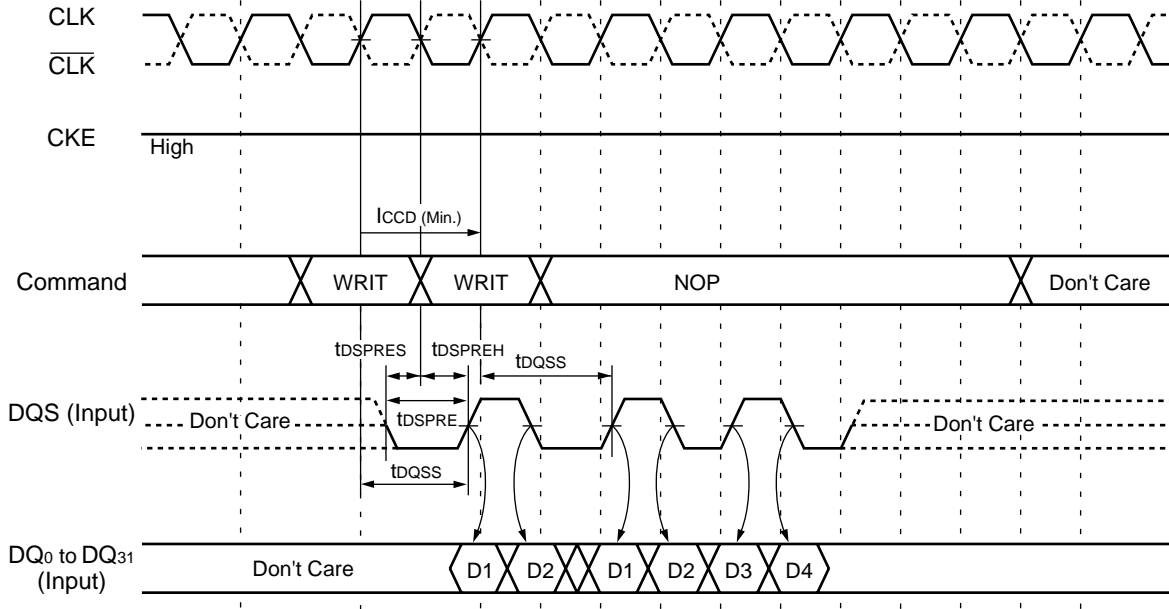 CLK
CLK
CKE
High
ICCD (Min.)
Command
WRIT
WRIT
NOP
Don't Care
tDSPRES
tDSPREH
tDQSS
DQS (Input)
Don't Care
tDSPRE
Don't Care
tDQSS
DQ0 to DQ31
(Input)
Don't Care
D1
D2
D1
D2
D3
D4